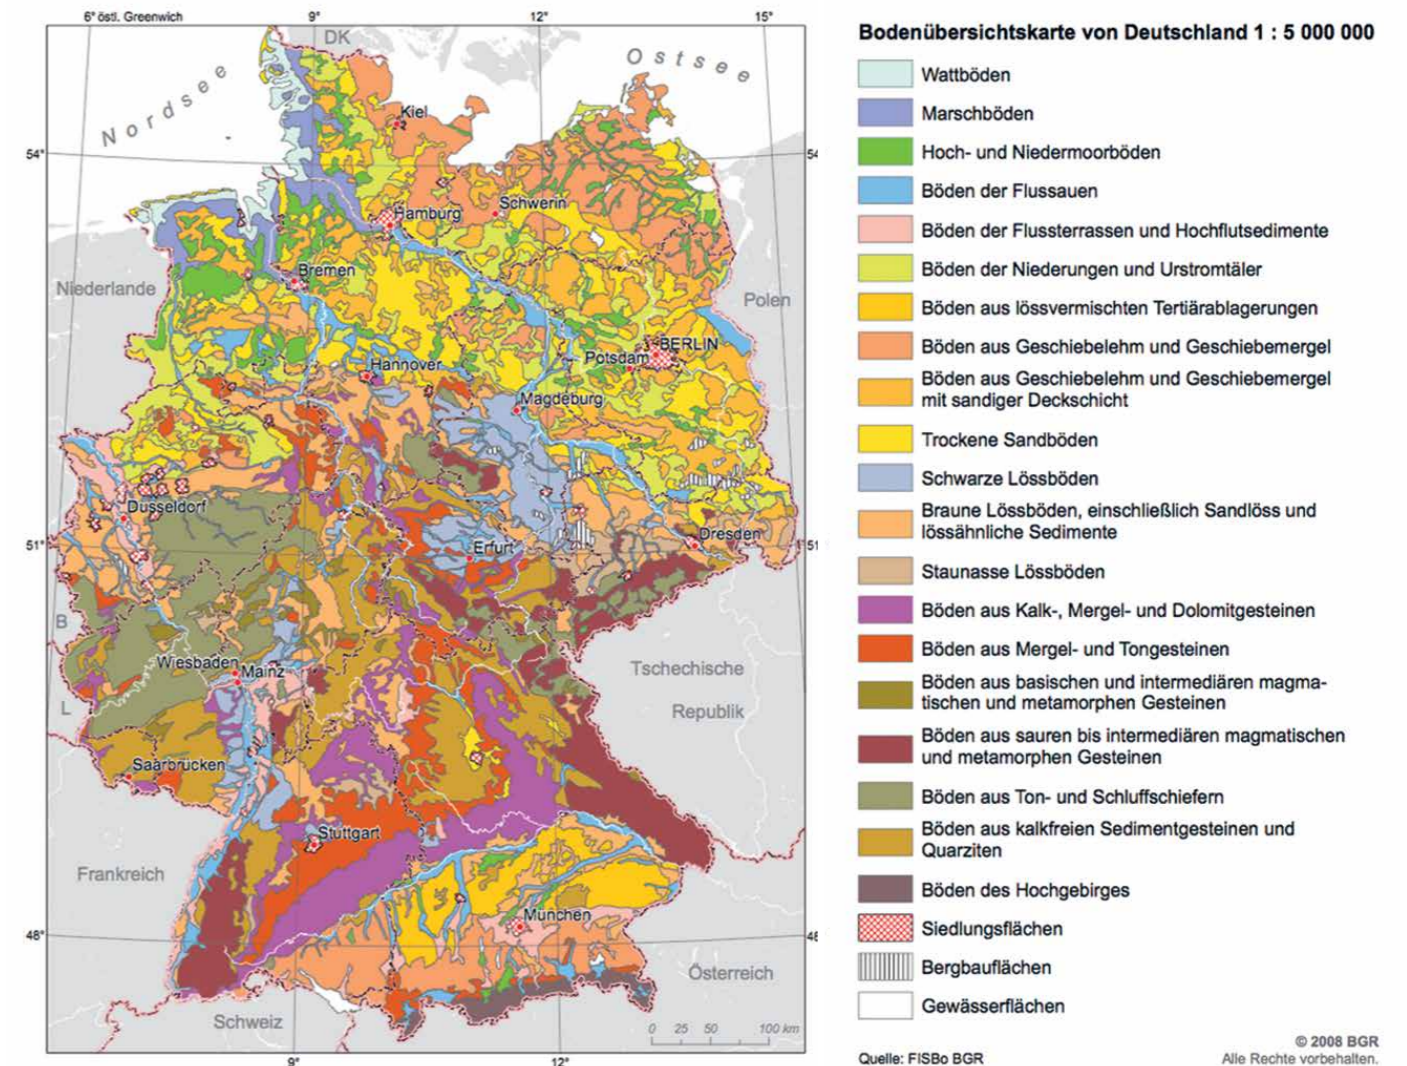 6° östl. Greenwich
9°
12°
15°
DK
Nordsee
Ostsee
Kiel
54°
54
Schwerin
Hamburg
Bremen
Niederlande
Polen
BERLIN
Potsdam
Hannover
Magdeburg
Düsseldorf
Dresden
51°
51
Erfurt
B
Wiesbaden
Mainz
Tschechische
Republik
L
Saarbrücken
Stuttgart
Frankreich
München
48°
48
Österreich
Schweiz
0 25 50 100 km
9°
12°
Bodenübersichtskarte von Deutschland 1 : 5 000 000
Wattböden
Marschböden
Hoch- und Niedermoorböden
Böden der Flussauen
Böden der Flussterrassen und Hochflutsedimente
Böden der Niederungen und Urstromtäler
Böden aus lössvermischten Tertiärablagerungen
Böden aus Geschiebelehm und Geschiebemergel
Böden aus Geschiebelehm und Geschiebemergel
mit sandiger Deckschicht
Trockene Sandböden
Schwarze Lössböden
Braune Lössböden, einschließlich Sandlöss und
lössähnliche Sedimente
Staunasse Lössböden
Böden aus Kalk-, Mergel- und Dolomitgesteinen
Böden aus Mergel- und Tongesteinen
Böden aus basischen und intermediären magma-
tischen und metamorphen Gesteinen
Böden aus sauren bis intermediären magmatischen
und metamorphen Gesteinen
Böden aus Ton- und Schluffschiefern
Böden aus kalkfreien Sedimentgesteinen und
Quarziten
Böden des Hochgebirges
Siedlungsflächen
Bergbauflächen
Gewässerflächen
© 2008 BGR
Quelle: FISBo BGR
Alle Rechte vorbehalten.